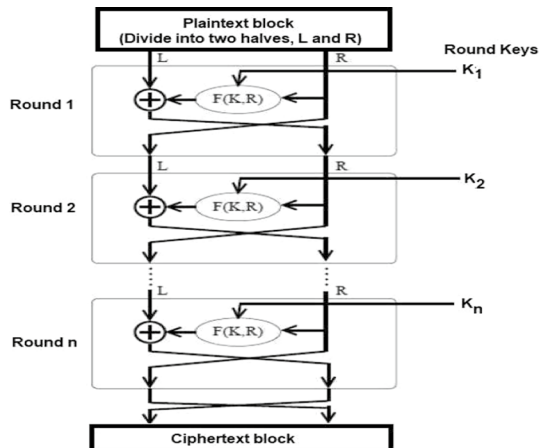 Plaintext block
(Divide into two halves, L and R)
Round Keys
L
R
K1
Round 1
F(K,R)
L
R
K2
Round 2
F(K,R)
L
R
Kn
Round n
F(K,R)
Ciphertext block